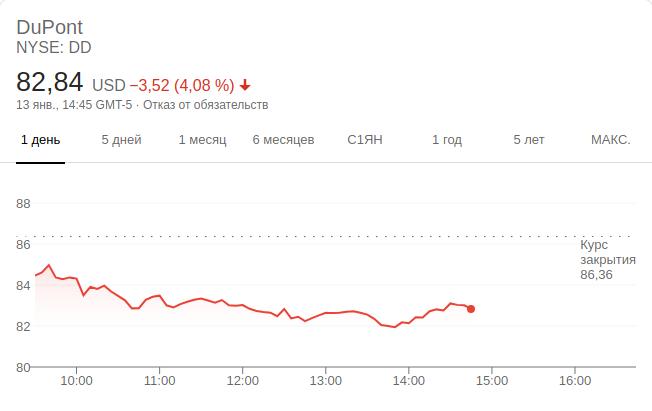 DuPont
NYSE: DD
82,84 USD −3,52 (4,08 %)
13 янв., 14:45 GMT-5 · Отказ от обязательств
1 день 5 дней 1 месяц 6 месяцев С1ЯН 1 год 5 лет МАКС.
88
86
84
82
80
Курс
закрытия
86,36
10:00 11:00 12:00 13:00 14:00 15:00 16:00